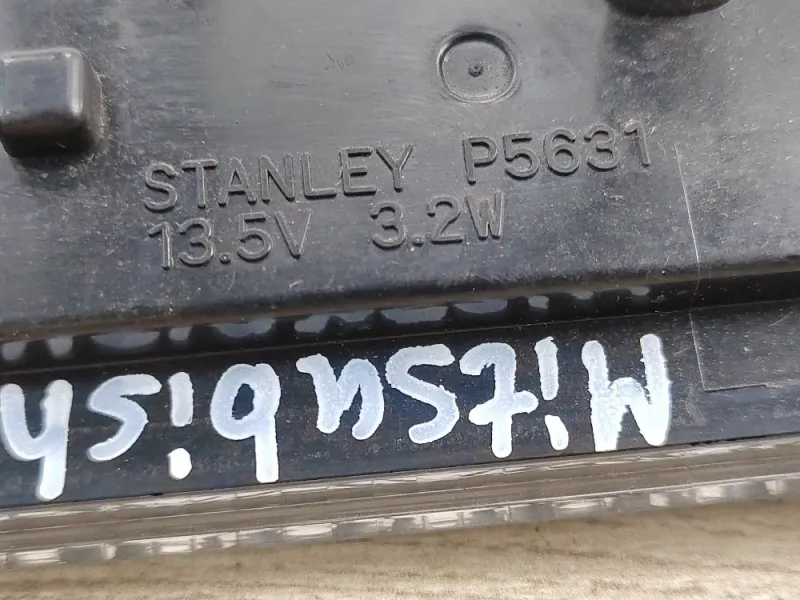 STANLEY P5631
13.5V 3.2W
Mitsubish